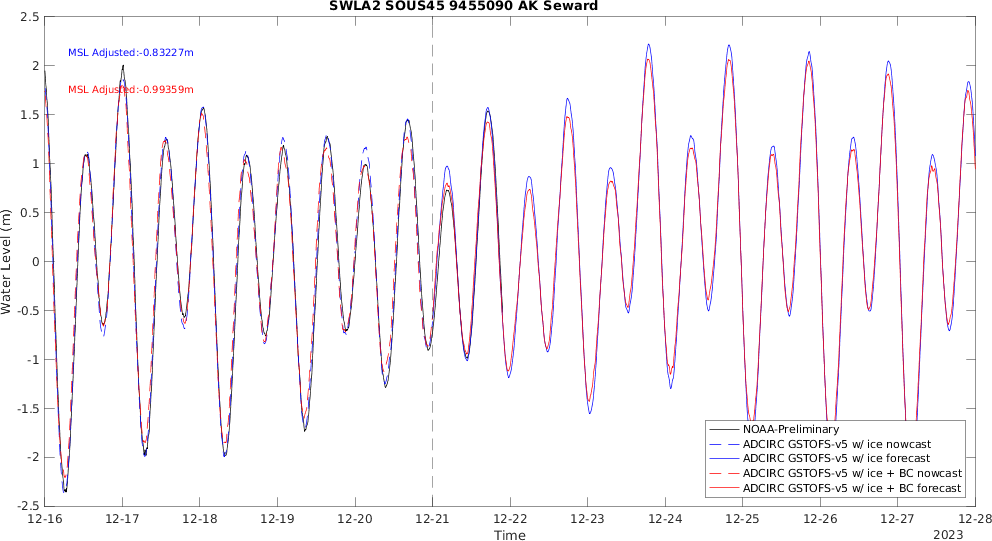 SWLA2 SOUS45 9455090 AK Seward
MSL Adjusted:-0.83227m
MSL Adjusted:-0.99359m
Water Level (m)
2.5
2
1.5
1
0.5
0
-0.5
-1
-1.5
-2
-2.5
NOAA-Preliminary
ADCIRC GSTOFS-v5 w/ ice nowcast
ADCIRC GSTOFS-v5 w/ ice forecast
ADCIRC GSTOFS-v5 w/ ice + BC nowcast
ADCIRC GSTOFS-v5 w/ ice + BC forecast
12-16 12-17 12-18 12-19 12-20 12-21 12-22 12-23 12-24 12-25 12-26 12-27 12-28
Time
2023